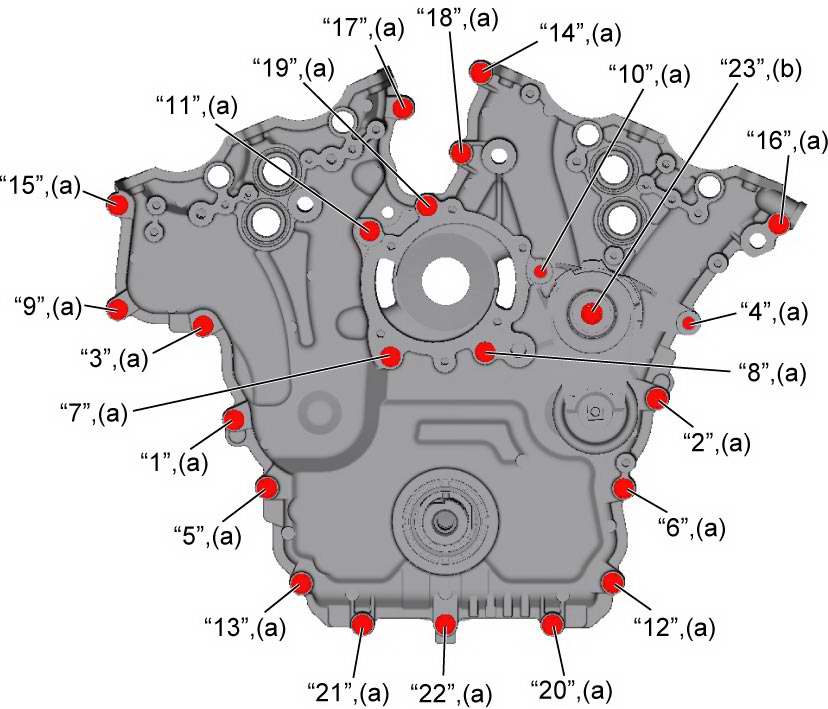 “18”,(a)
“17”,(a)
“14”,(a)
“19”,(a)
“10”,(a)
“23”,(b)
“11”,(a)
“16”,(a)
“15”,(a)
“9”,(a)
“4”,(a)
“3”,(a)
“8”,(a)
“7”,(a)
“2”,(a)
“1”,(a)
“5”,(a)
“6”,(a)
“13”,(a)
“12”,(a)
“21”,(a)
“22”,(a)
“20”,(a)